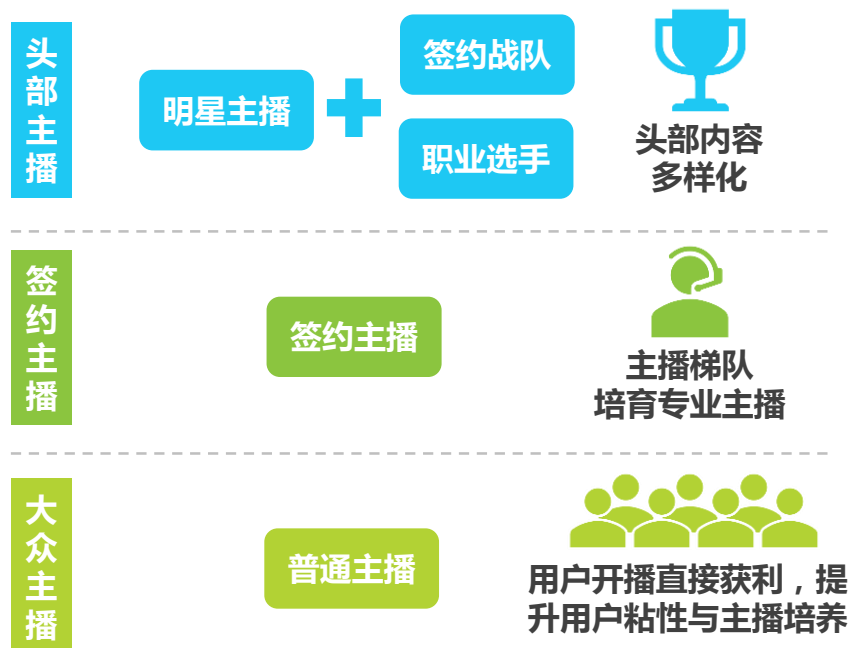 头部主播
明星主播
签约战队
职业选手
头部内容
多样化
签约主播
签约主播
主播梯队
培育专业主播
大众主播
普通主播
用户开播直接获利，提
升用户粘性与主播培养